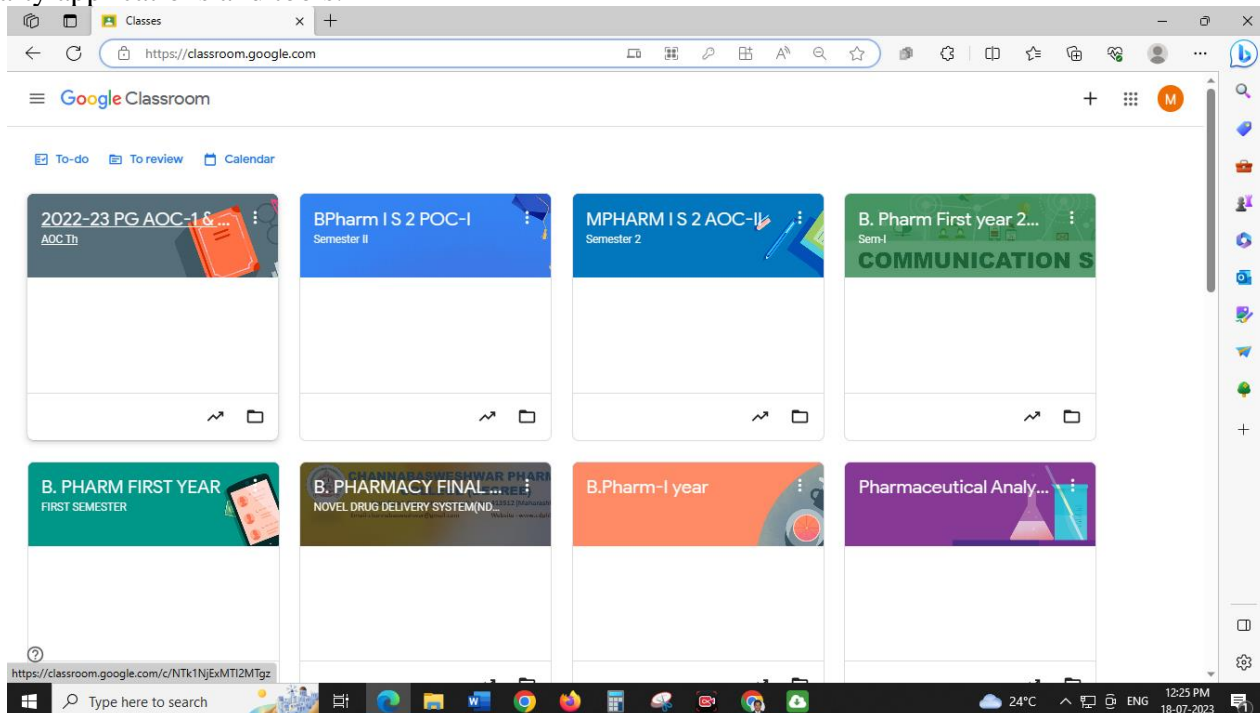 Classes
https://classroom.google.com
Google Classroom
M
To-do To review Calendar
2022-23 PG AOC-1 & ...
AOC Th
BPharm I S 2 POC-I
Semester II
MPHARM I S 2 AOC-II
Semester 2
B. Pharm First year 2...
Sem-I
COMMUNICATION S
B. PHARM FIRST YEAR
FIRST SEMESTER
CHANNABASWESHWAR PHARM
B. PHARMACY FINAL ...
(DEGREE)
NOVEL DRUG DELIVERY SYSTEM(ND...
B.Pharm-I year
Pharmaceutical Analy...
https://classroom.google.com/c/NTk1NjExMTI2MTgz
Type here to search
24°C
ENG
12:25 PM
18-07-2023